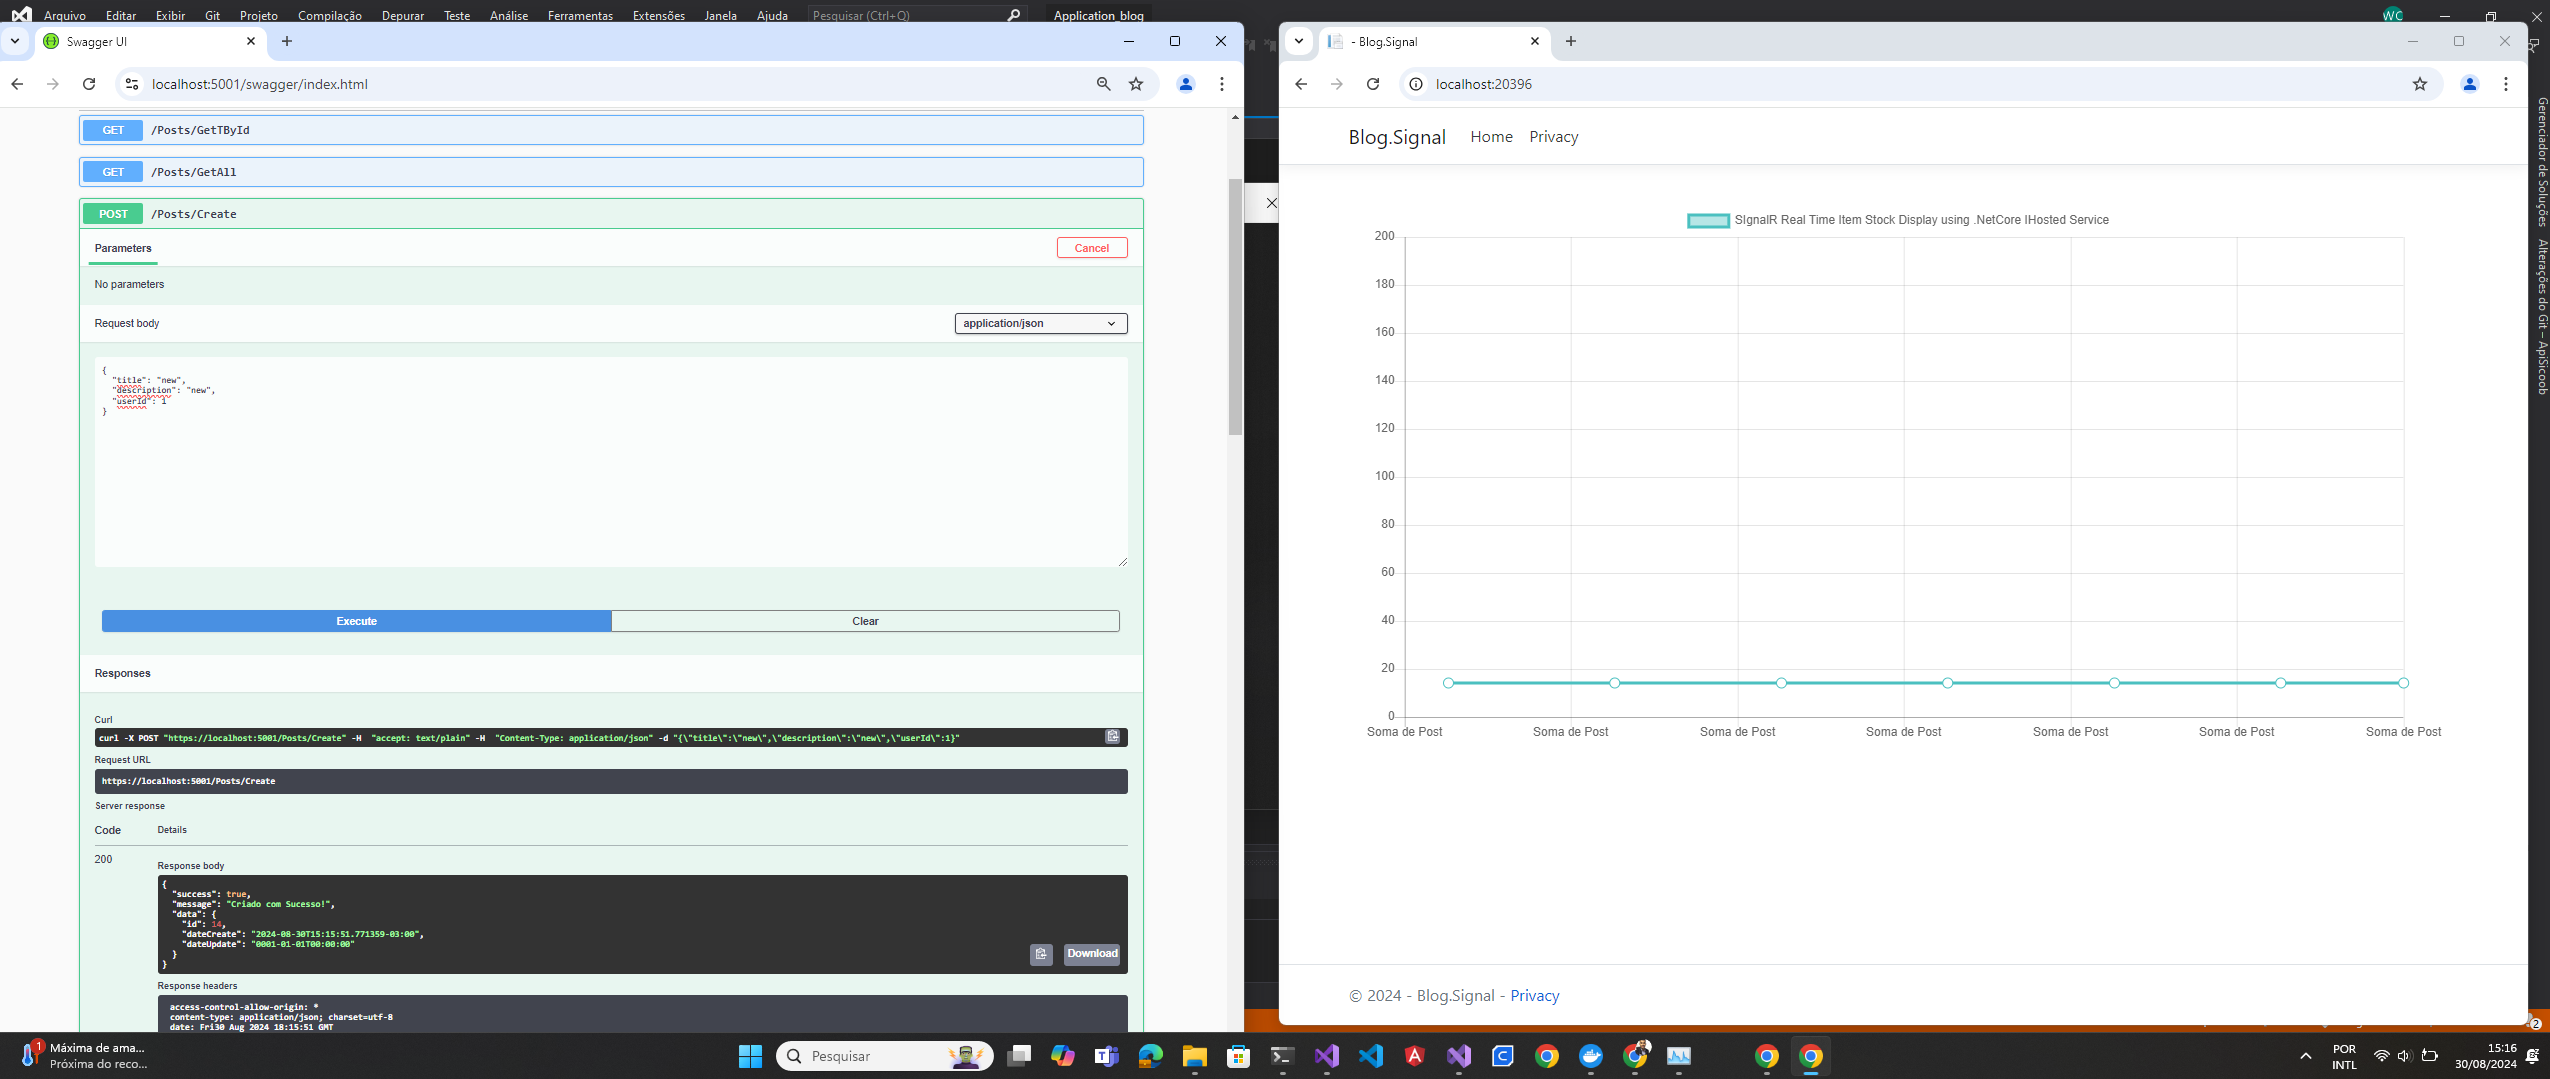 Arquivo Editar Exibir Git Projeto Compilação Depurar Teste Análise Ferramentas Extensões Janela Ajuda Pesquisar (Ctrl+Q) Application_blog WC
Swagger UI
localhost:5001/swagger/index.html
GET /Posts/GetTById
GET /Posts/GetAll
POST /Posts/Create
Parameters Cancel
No parameters
Request body application/json
{
"title": "new",
"description": "new",
"userId": 1
}
Execute Clear
Responses
Curl
curl -X POST "https://localhost:5001/Posts/Create" -H  "accept: text/plain" -H  "Content-Type: application/json" -d "{\"title\":\"new\",\"description\":\"new\",\"userId\":1}"
Request URL
https://localhost:5001/Posts/Create
Server response
Code Details
200
Response body
{
"success": true,
"message": "Criado com Sucesso!",
"data": {
"id": 14,
"dateCreate": "2024-08-30T15:15:51.771359-03:00",
"dateUpdate": "0001-01-01T00:00:00"
}
}
Download
Response headers
access-control-allow-origin: *
content-type: application/json; charset=utf-8
date: Fri30 Aug 2024 18:15:51 GMT
- Blog.Signal
localhost:20396
Blog.Signal Home Privacy
SIgnalR Real Time Item Stock Display using .NetCore IHosted Service
200
180
160
140
120
100
80
60
40
20
0
Soma de Post Soma de Post Soma de Post Soma de Post Soma de Post Soma de Post Soma de Post
© 2024 - Blog.Signal - Privacy
Gerenciador de Soluções
Alterações do Git – ApiSicoob
2
1
Máxima de ama...
Próxima do reco...
Pesquisar
POR
INTL
15:16
30/08/2024